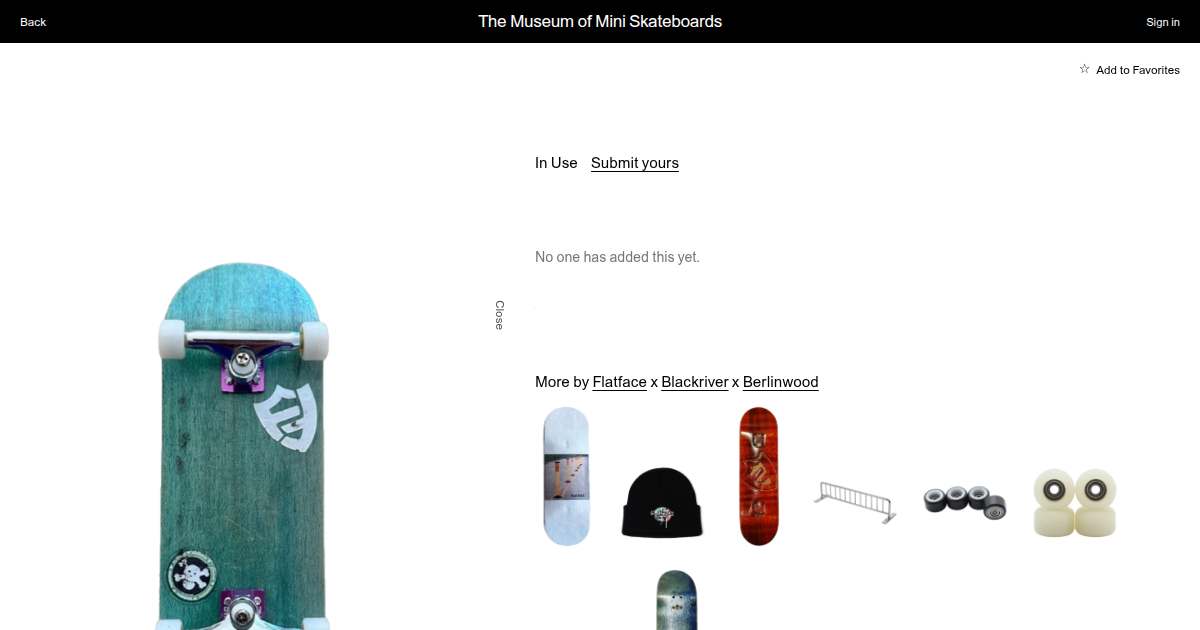 Back
The Museum of Mini Skateboards
Sign in
☆ Add to Favorites
In Use Submit yours
No one has added this yet.
Close
More by Flatface x Blackriver x Berlinwood